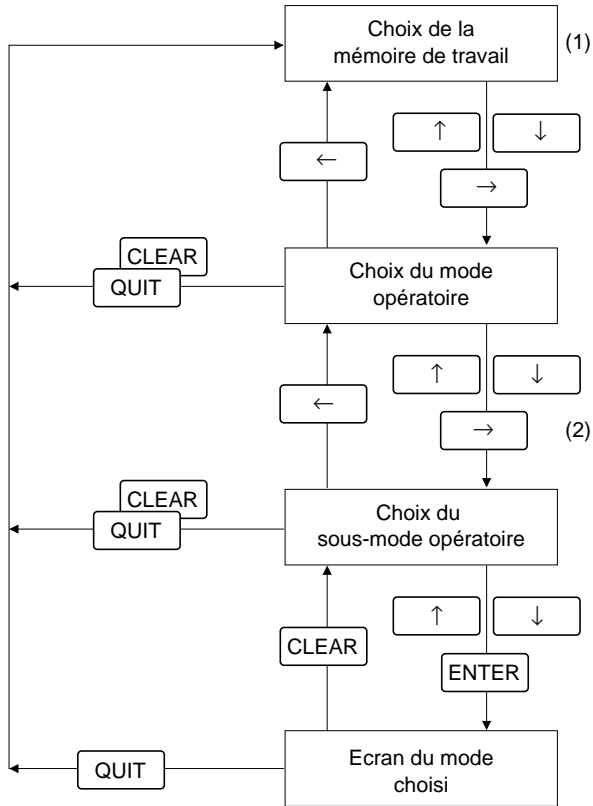 Choix de la
mémoire de travail
(1)
↑ ↓
←
→
CLEAR
QUIT
Choix du mode
opératoire
↑ ↓
←
→
(2)
CLEAR
QUIT
Choix du
sous-mode opératoire
↑ ↓
CLEAR
ENTER
QUIT
Ecran du mode
choisi